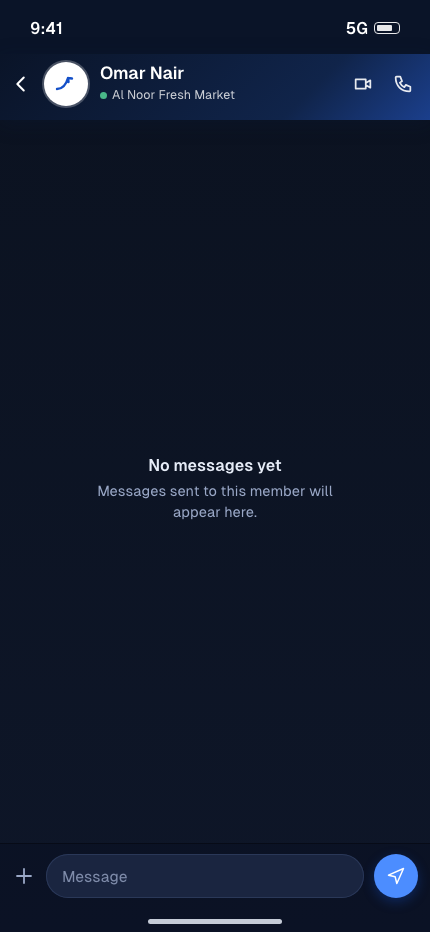 9:41
5G
Omar Nair
Al Noor Fresh Market
No messages yet
Messages sent to this member will
appear here.
Message